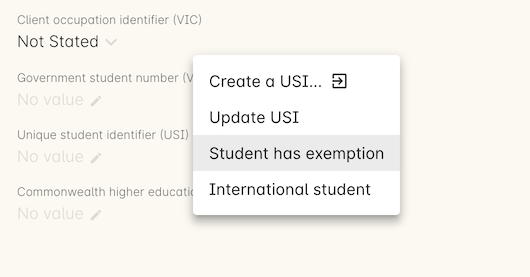 Client occupation identifier (VIC)
Not Stated
Government student number (V
No value
Unique student identifier (USI)
No value
Commonwealth higher educatio
No value
Create a USI...
Update USI
Student has exemption
International student